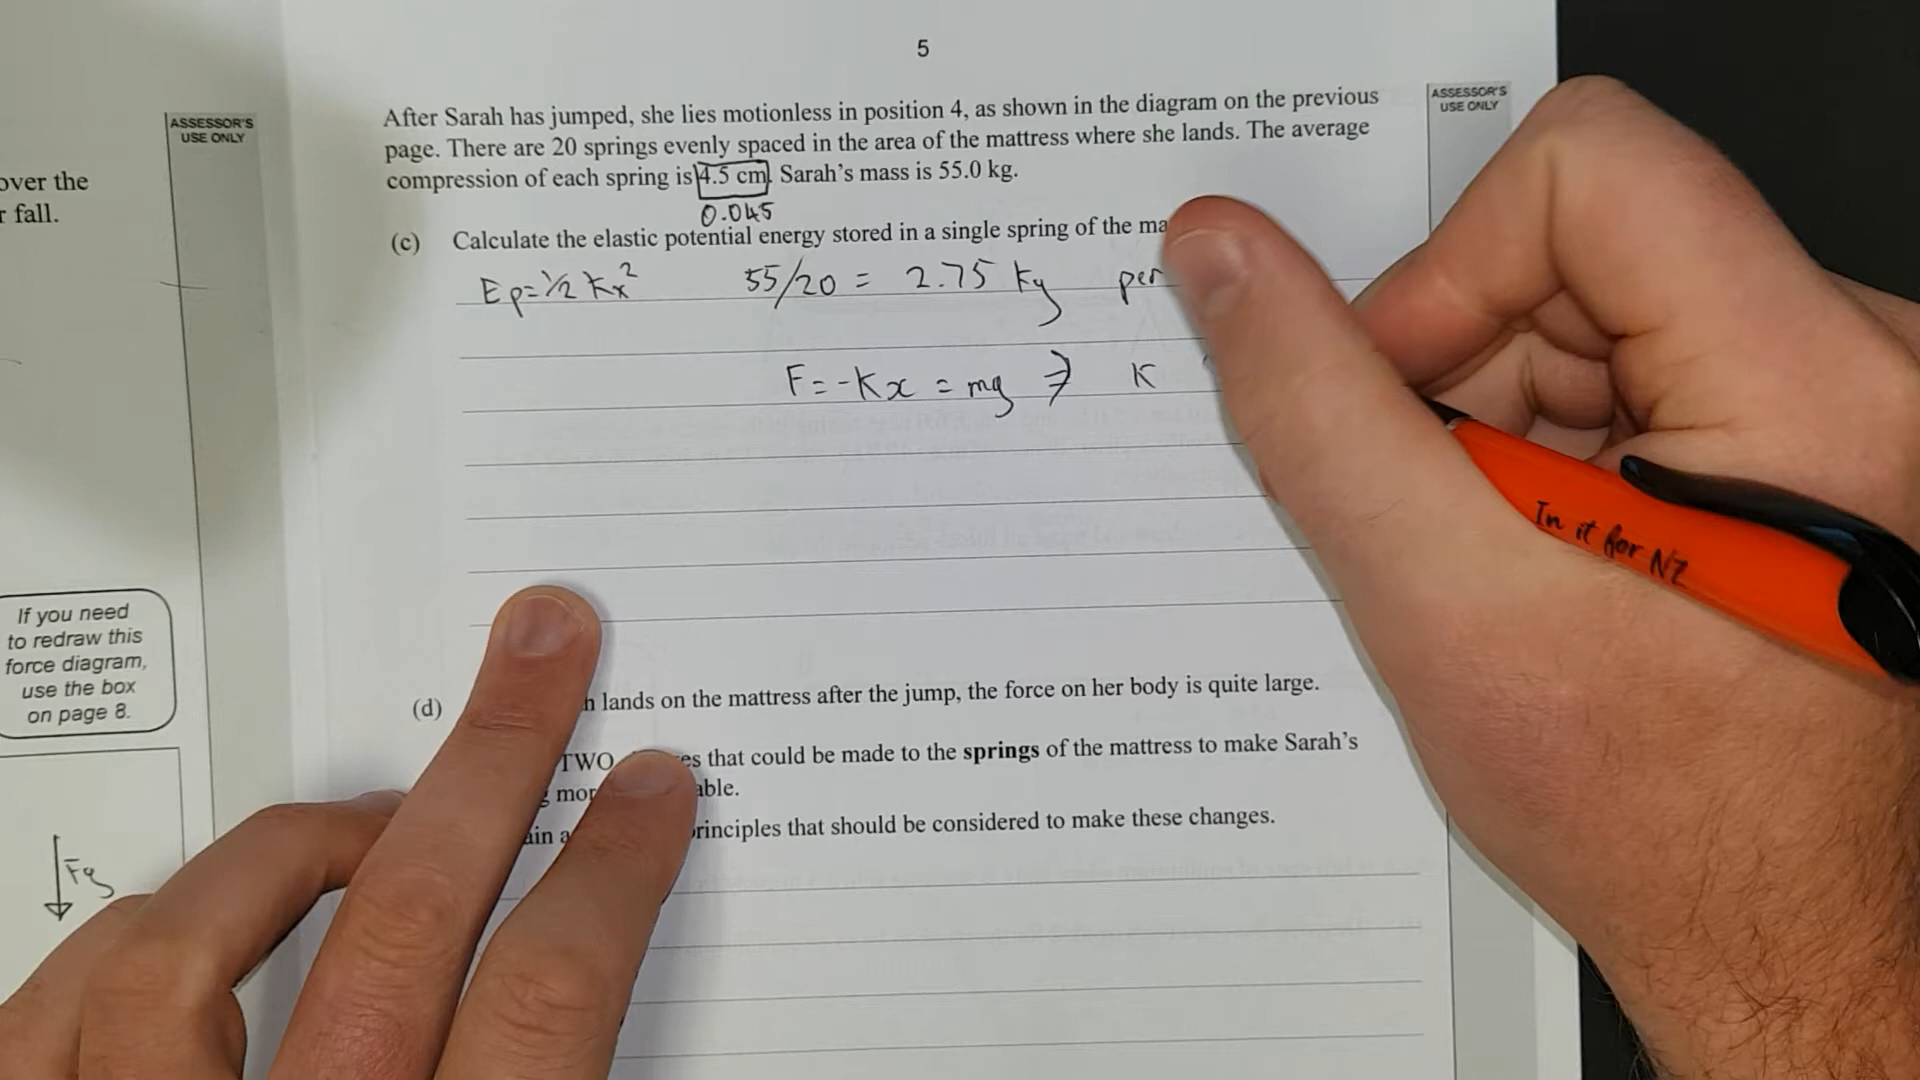 5
ASSESSOR'S
USE ONLY
ASSESSOR'S
USE ONLY
over the
fall.
After Sarah has jumped, she lies motionless in position 4, as shown in the diagram on the previous
page. There are 20 springs evenly spaced in the area of the mattress where she lands. The average
compression of each spring is 4.5 cm. Sarah's mass is 55.0 kg.
0.045
(c) Calculate the elastic potential energy stored in a single spring of the
Ep=½Kx² 55/20 = 2.75 kg per
F=-Kx = mg ⇒ K
If you need
to redraw this
force diagram,
use the box
on page 8.
Fg
(d) lands on the mattress after the jump, the force on her body is quite large.
TWO that could be made to the springs of the mattress to make Sarah's
principles that should be considered to make these changes.
In it for NZ